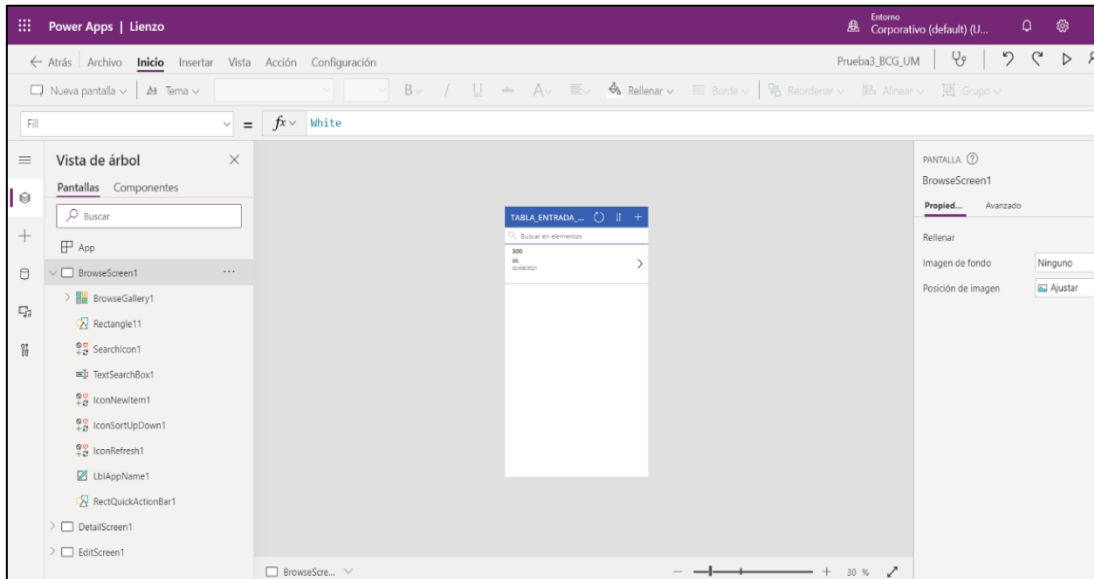 Power Apps | Lienzo
Entorno
Corporativo (default) (U...
Atrás Archivo Inicio Insertar Vista Acción Configuración
Prueba3_BCG_UM
Nueva pantalla Tema B / U abc A Rellenar Borde Reordenar Alinear Grupo
Fill = fx White
Vista de árbol
Pantallas Componentes
Buscar
App
BrowseScreen1 ...
BrowseGallery1
Rectangle11
SearchIcon1
TextSearchBox1
IconNewItem1
IconSortUpDown1
IconRefresh1
LblAppName1
RectQuickActionBar1
DetailScreen1
EditScreen1
TABLA_ENTRADA_...
Buscar en elementos
02/08/2021
BrowseScre...
30 %
PANTALLA
BrowseScreen1
Propied... Avanzado
Rellenar
Imagen de fondo Ninguno
Posición de imagen Ajustar